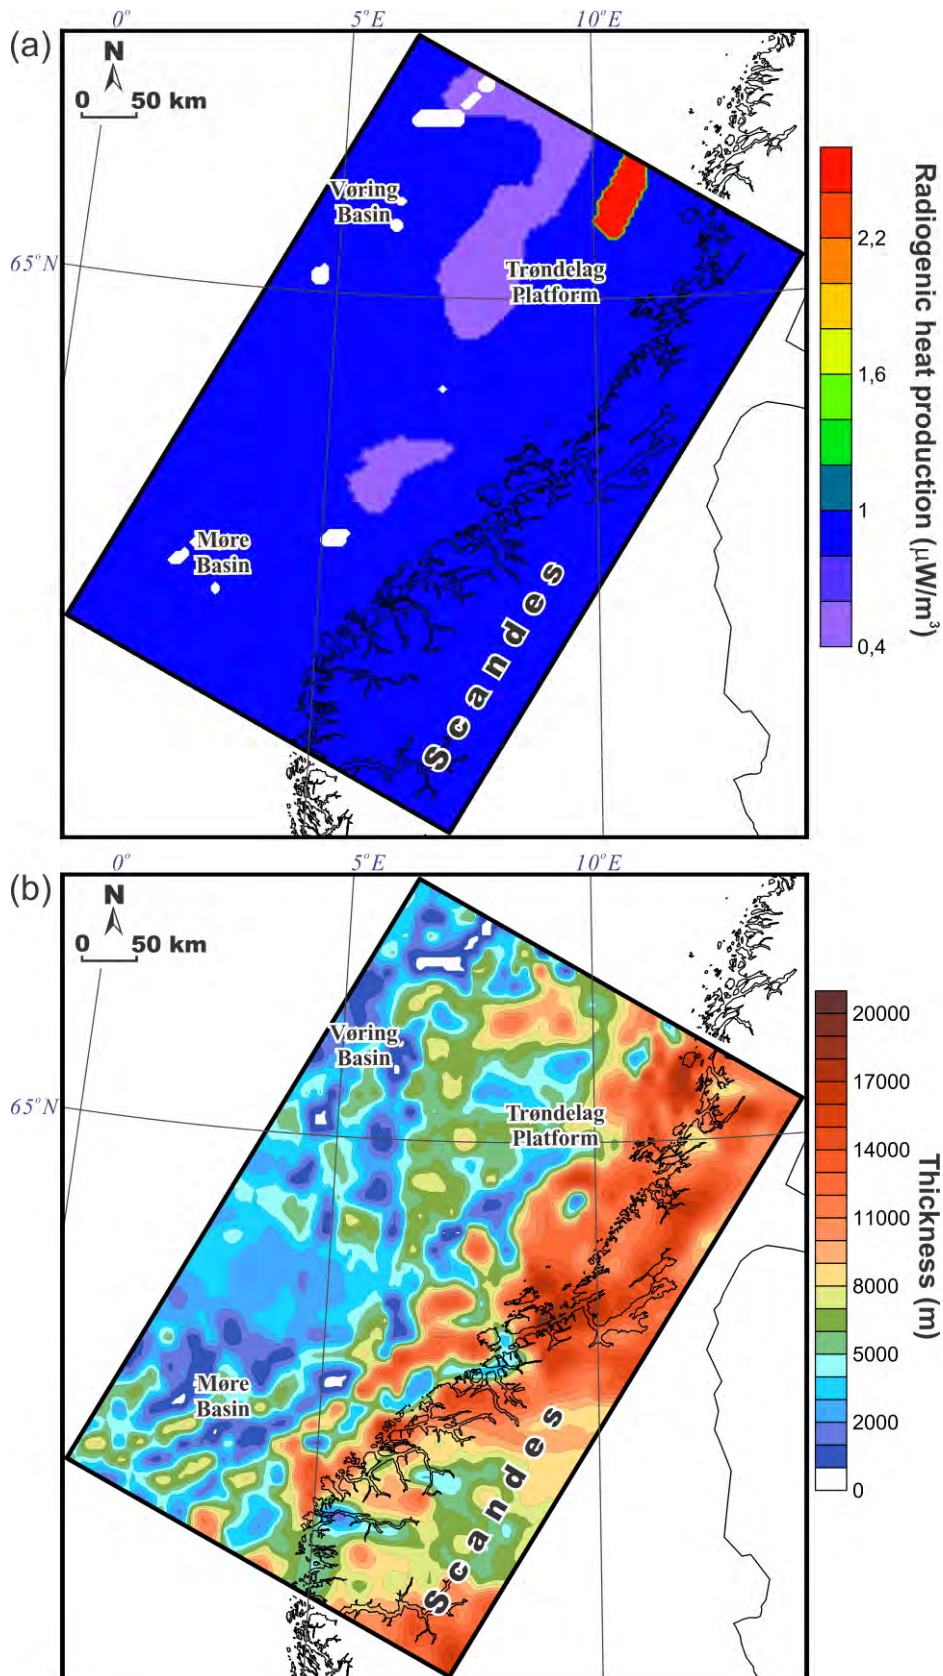 0° 5°E 10°E
(a)
N
0 50 km
Vøring
Basin
65°N
Trøndelag
Platform
Møre
Basin
Scandes
2,2
1,6
1
0,4
Radiogenic heat production (µW/m³)
0° 5°E 10°E
(b)
N
0 50 km
Vøring
Basin
65°N
Trøndelag
Platform
Møre
Basin
Scandes
20000
17000
14000
11000
8000
5000
2000
0
Thickness (m)